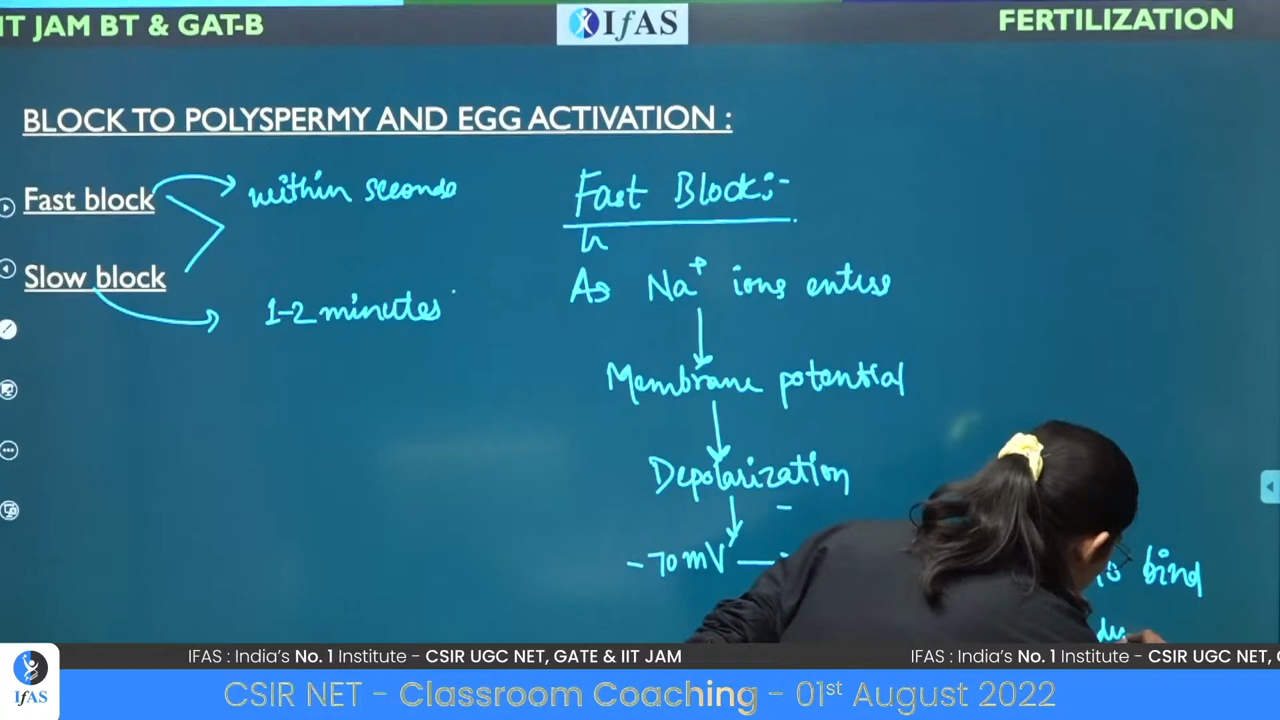 IIT JAM BT & GAT-B
IfAS
FERTILIZATION
BLOCK TO POLYSPERMY AND EGG ACTIVATION :
Fast block
within seconds
Slow block
1-2 minutes
Fast Block:-
As Na+ ions enter
Membrane potential
Depolarization
-70mV
bind
IFAS : India's No. 1 Institute - CSIR UGC NET, GATE & IIT JAM
IFAS : India's No. 1 Institute - CSIR UGC NET,
IfAS
CSIR NET - Classroom Coaching - 01st August 2022